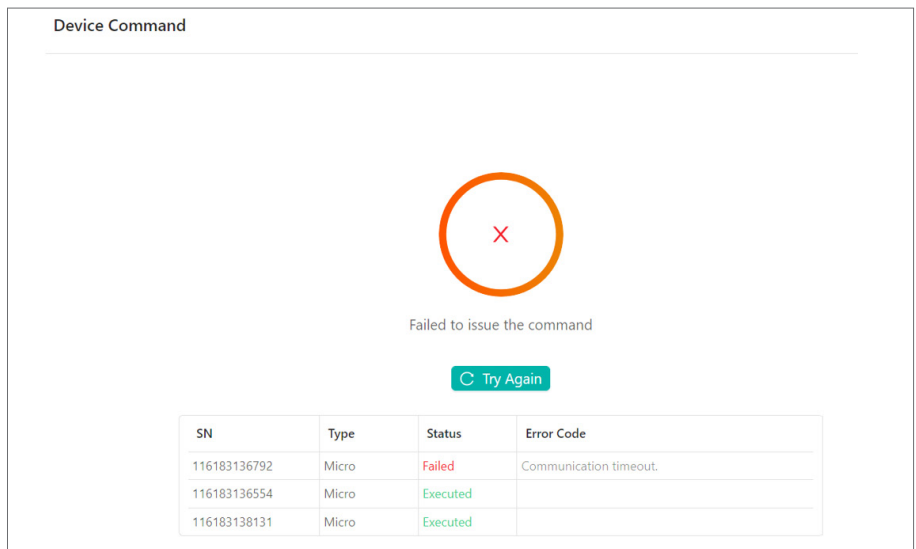 Device Command
X
Failed to issue the command
Try Again
SN Type Status Error Code
116183136792 Micro Failed Communication timeout.
116183136554 Micro Executed
116183138131 Micro Executed